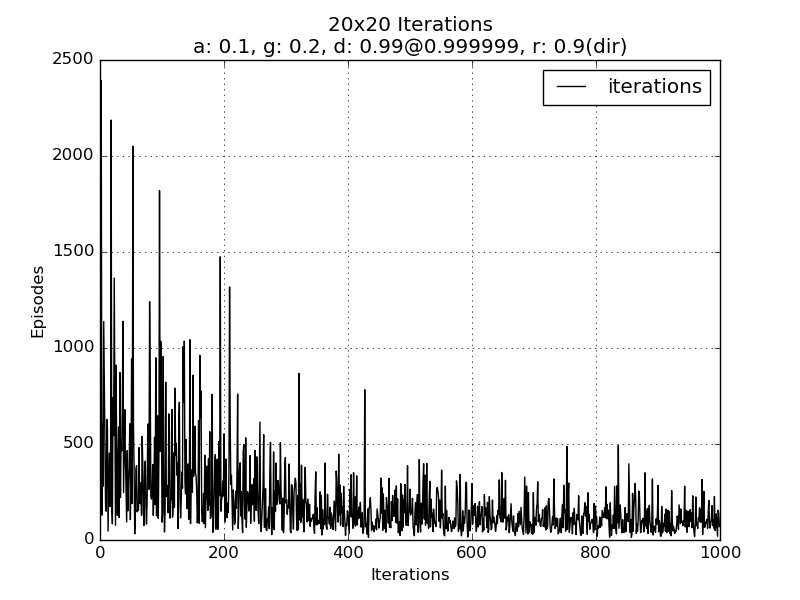 20x20 Iterations
a: 0.1, g: 0.2, d: 0.99@0.999999, r: 0.9(dir)
iterations
2500
2000
1500
1000
500
0
Episodes
0 200 400 600 800 1000
Iterations